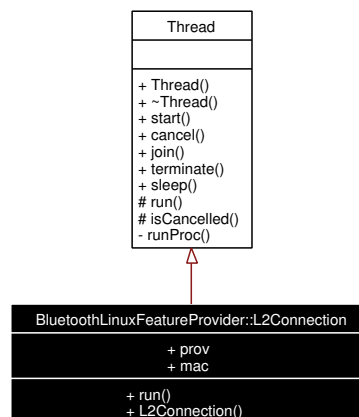 Thread
+ Thread()
+ ~Thread()
+ start()
+ cancel()
+ join()
+ terminate()
+ sleep()
# run()
# isCancelled()
- runProc()
BluetoothLinuxFeatureProvider::L2Connection
+ prov
+ mac
+ run()
+ L2Connection()